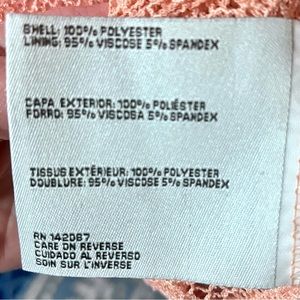 SHELL: 100% POLYESTER
LINING: 95% VISCOSE 5% SPANDEX
CAPA EXTERIOR: 100% POLIÉSTER
FORRO: 95% VISCOSA 5% SPANDEX
TISSUS EXTÉRIEUR: 100% POLYESTER
DOUBLURE: 95% VISCOSE 5% SPANDEX
RN 142087
CARE ON REVERSE
CUIDADO AL REVERSO
SOIN SUR L'INVERSE